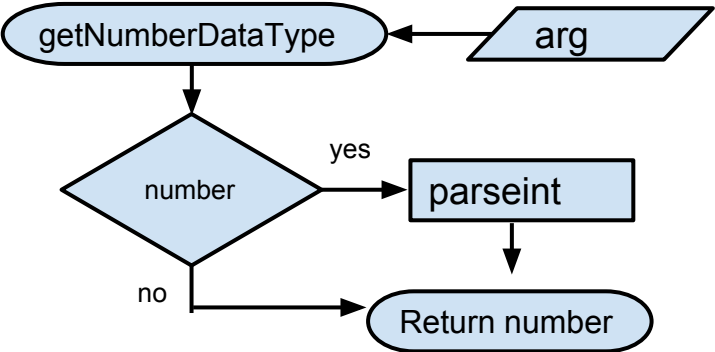 getNumberDataType
arg
number
yes
parseint
no
Return number